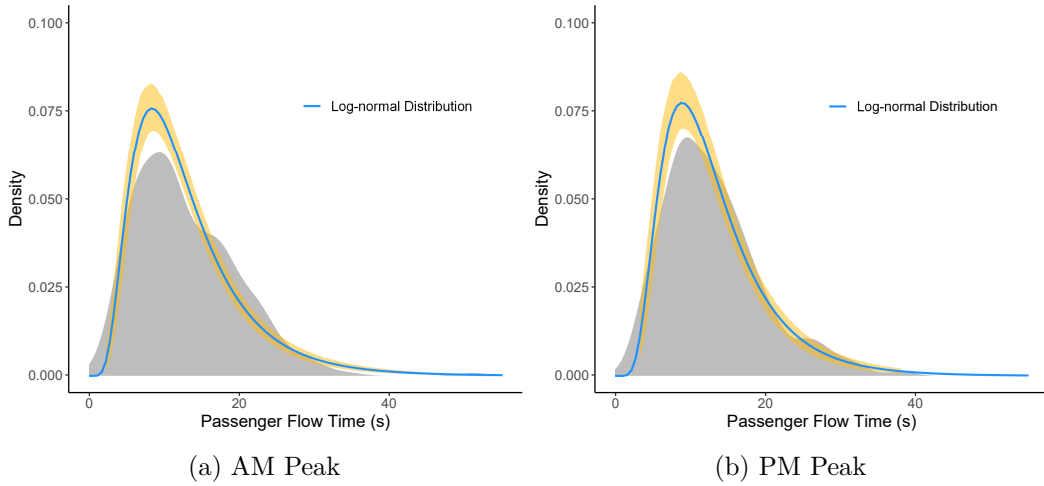 0.100
0.075
0.050
0.025
0.000
Density
Log-normal Distribution
0
20
40
Passenger Flow Time (s)
(a) AM Peak
0.100
0.075
0.050
0.025
0.000
Density
Log-normal Distribution
0
20
40
Passenger Flow Time (s)
(b) PM Peak